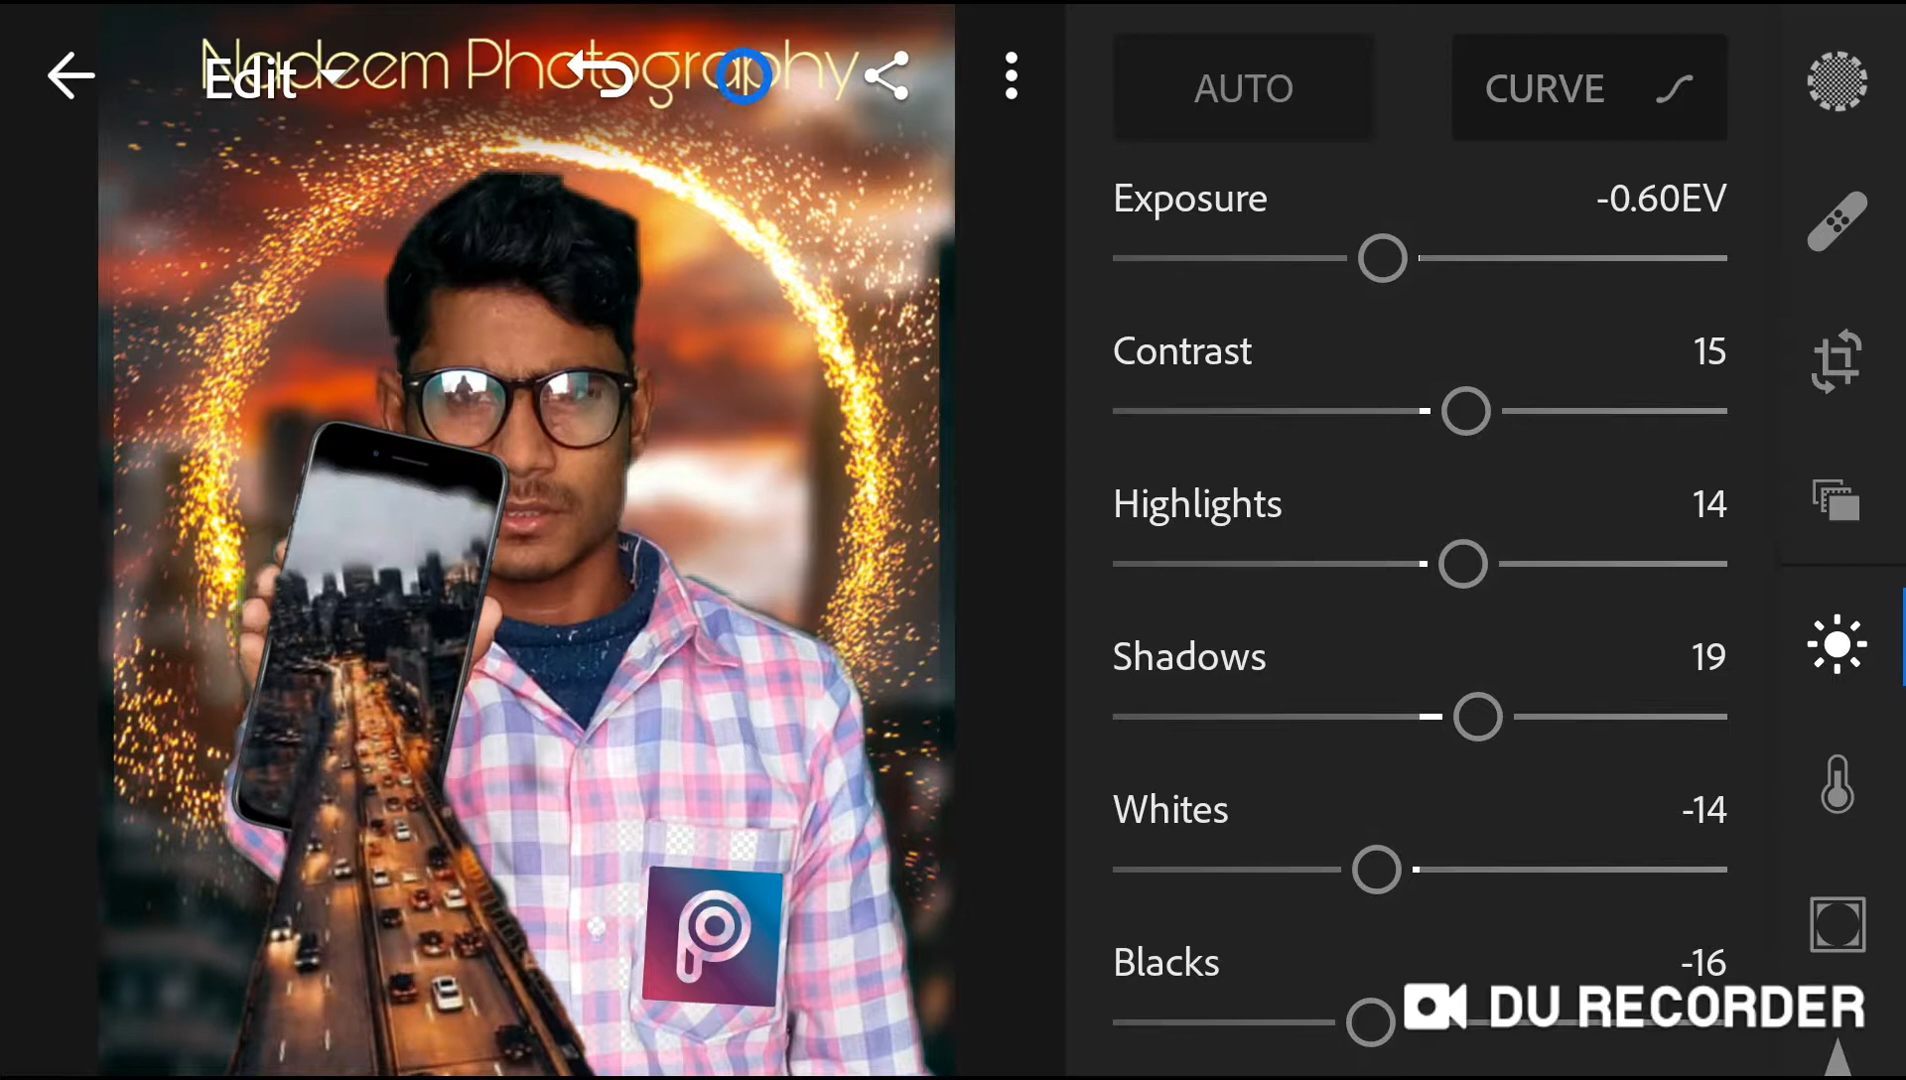 Nadeem Photography
Edit
AUTO
CURVE
Exposure -0.60EV
Contrast 15
Highlights 14
Shadows 19
Whites -14
Blacks -16
DU RECORDER